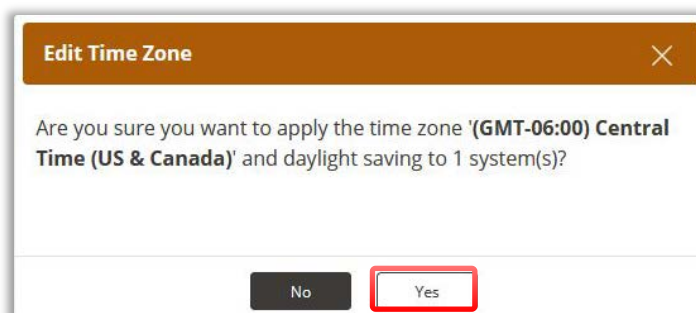 Edit Time Zone
Are you sure you want to apply the time zone '(GMT-06:00) Central
Time (US & Canada)' and daylight saving to 1 system(s)?
No Yes